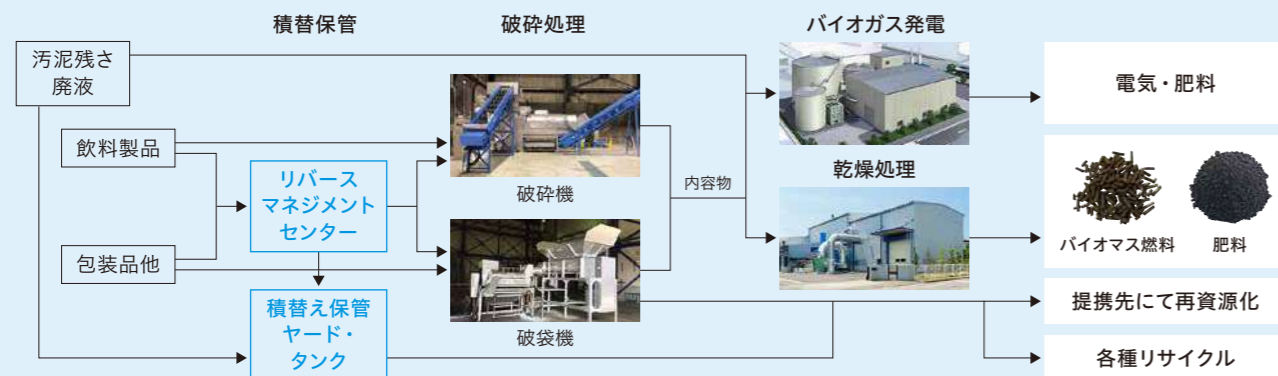 積替保管
破砕処理
バイオガス発電
汚泥残さ
廃液
電気・肥料
飲料製品
破砕機
リバース
マネジメント
センター
内容物
乾燥処理
包装品他
バイオマス燃料
肥料
積替え保管
ヤード・
タンク
破袋機
提携先にて再資源化
各種リサイクル